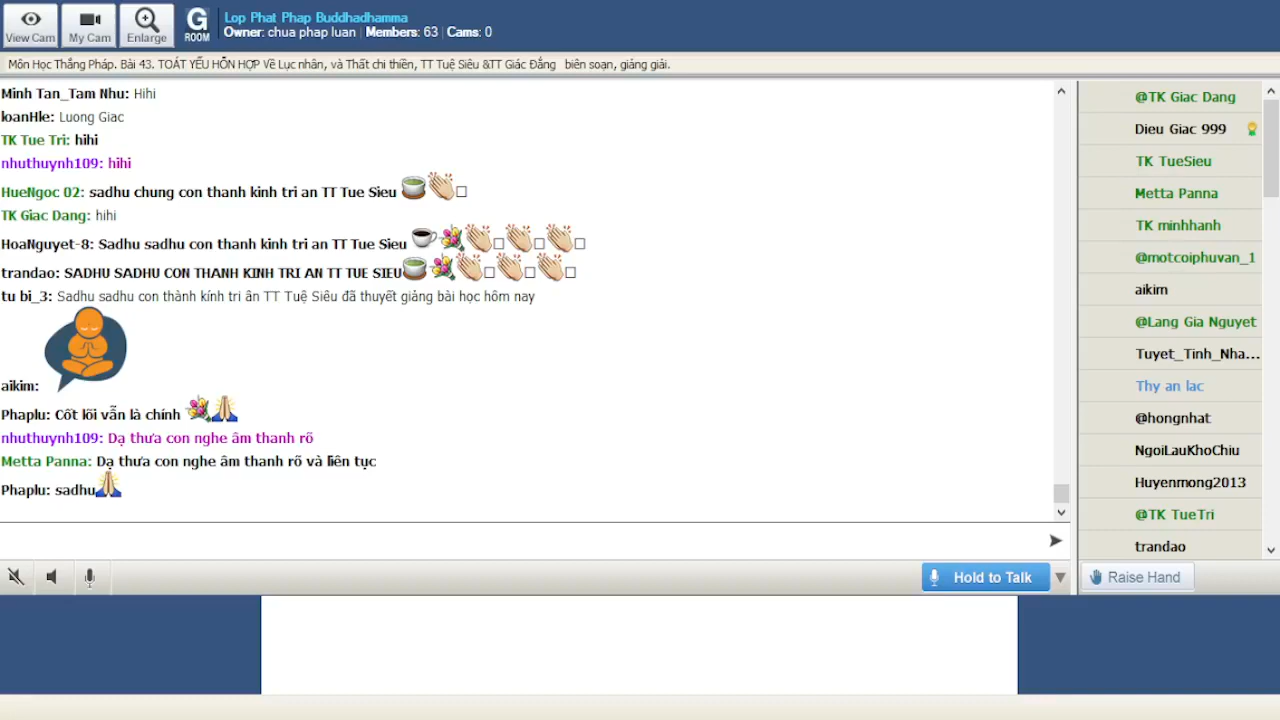 View Cam
My Cam
Enlarge
G
ROOM
Lop Phat Phap Buddhadhamma
Owner: chua phap luan | Members: 63 | Cams: 0
Môn Học Thắng Pháp. Bài 43. TOÁT YẾU HỖN HỢP Về Lục nhân, và Thất chi thiền, TT Tuệ Siêu &TT Giác Đẳng biên soạn, giảng giải.
Minh Tan_Tam Nhu: Hihi
loanHle: Luong Giac
TK Tue Tri: hihi
nhuthuynh109: hihi
HueNgoc 02: sadhu chung con thanh kinh tri an TT Tue Sieu
TK Giac Dang: hihi
HoaNguyet-8: Sadhu sadhu con thanh kinh tri an TT Tue Sieu
trandao: SADHU SADHU CON THANH KINH TRI AN TT TUE SIEU
tu bi_3: Sadhu sadhu con thành kính tri ân TT Tuệ Siêu đã thuyết giảng bài học hôm nay
aikim:
Phaplu: Cốt lõi vẫn là chính
nhuthuynh109: Dạ thưa con nghe âm thanh rõ
Metta Panna: Dạ thưa con nghe âm thanh rõ và liên tục
Phaplu: sadhu
@TK Giac Dang
Dieu Giac 999
TK TueSieu
Metta Panna
TK minhhanh
@motcoiphuvan_1
aikim
@Lang Gia Nguyet
Tuyet_Tinh_Nha...
Thy an lac
@hongnhat
NgoiLauKhoChiu
Huyenmong2013
@TK TueTri
trandao
Hold to Talk
Raise Hand